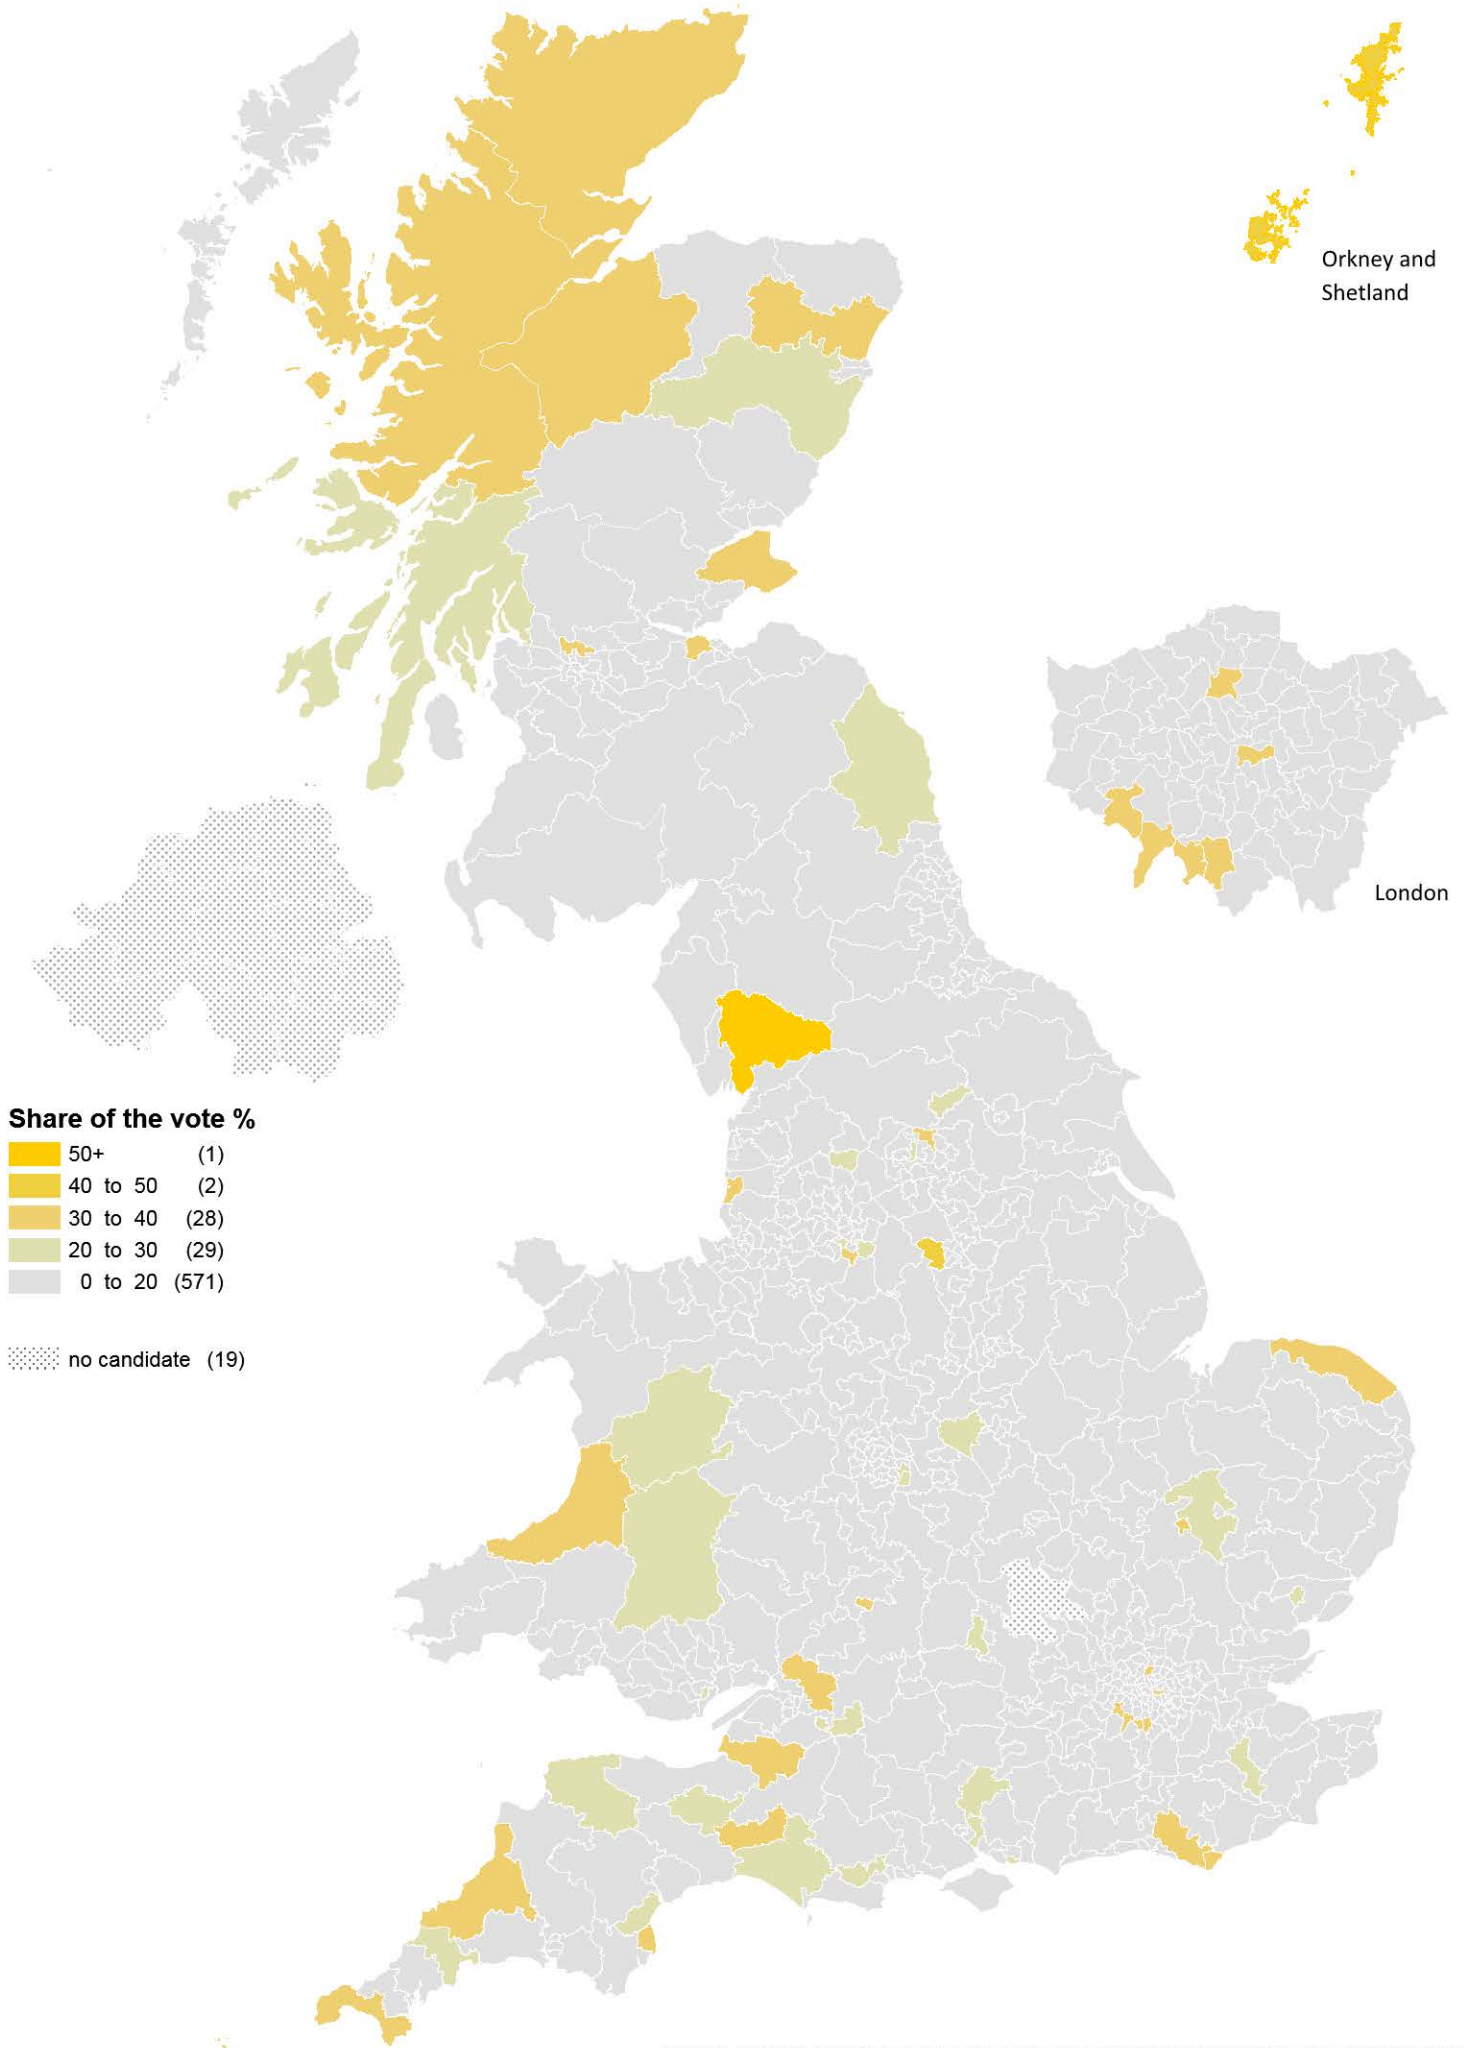 Orkney and
Shetland
London
Share of the vote %
50+ (1)
40 to 50 (2)
30 to 40 (28)
20 to 30 (29)
0 to 20 (571)
no candidate (19)